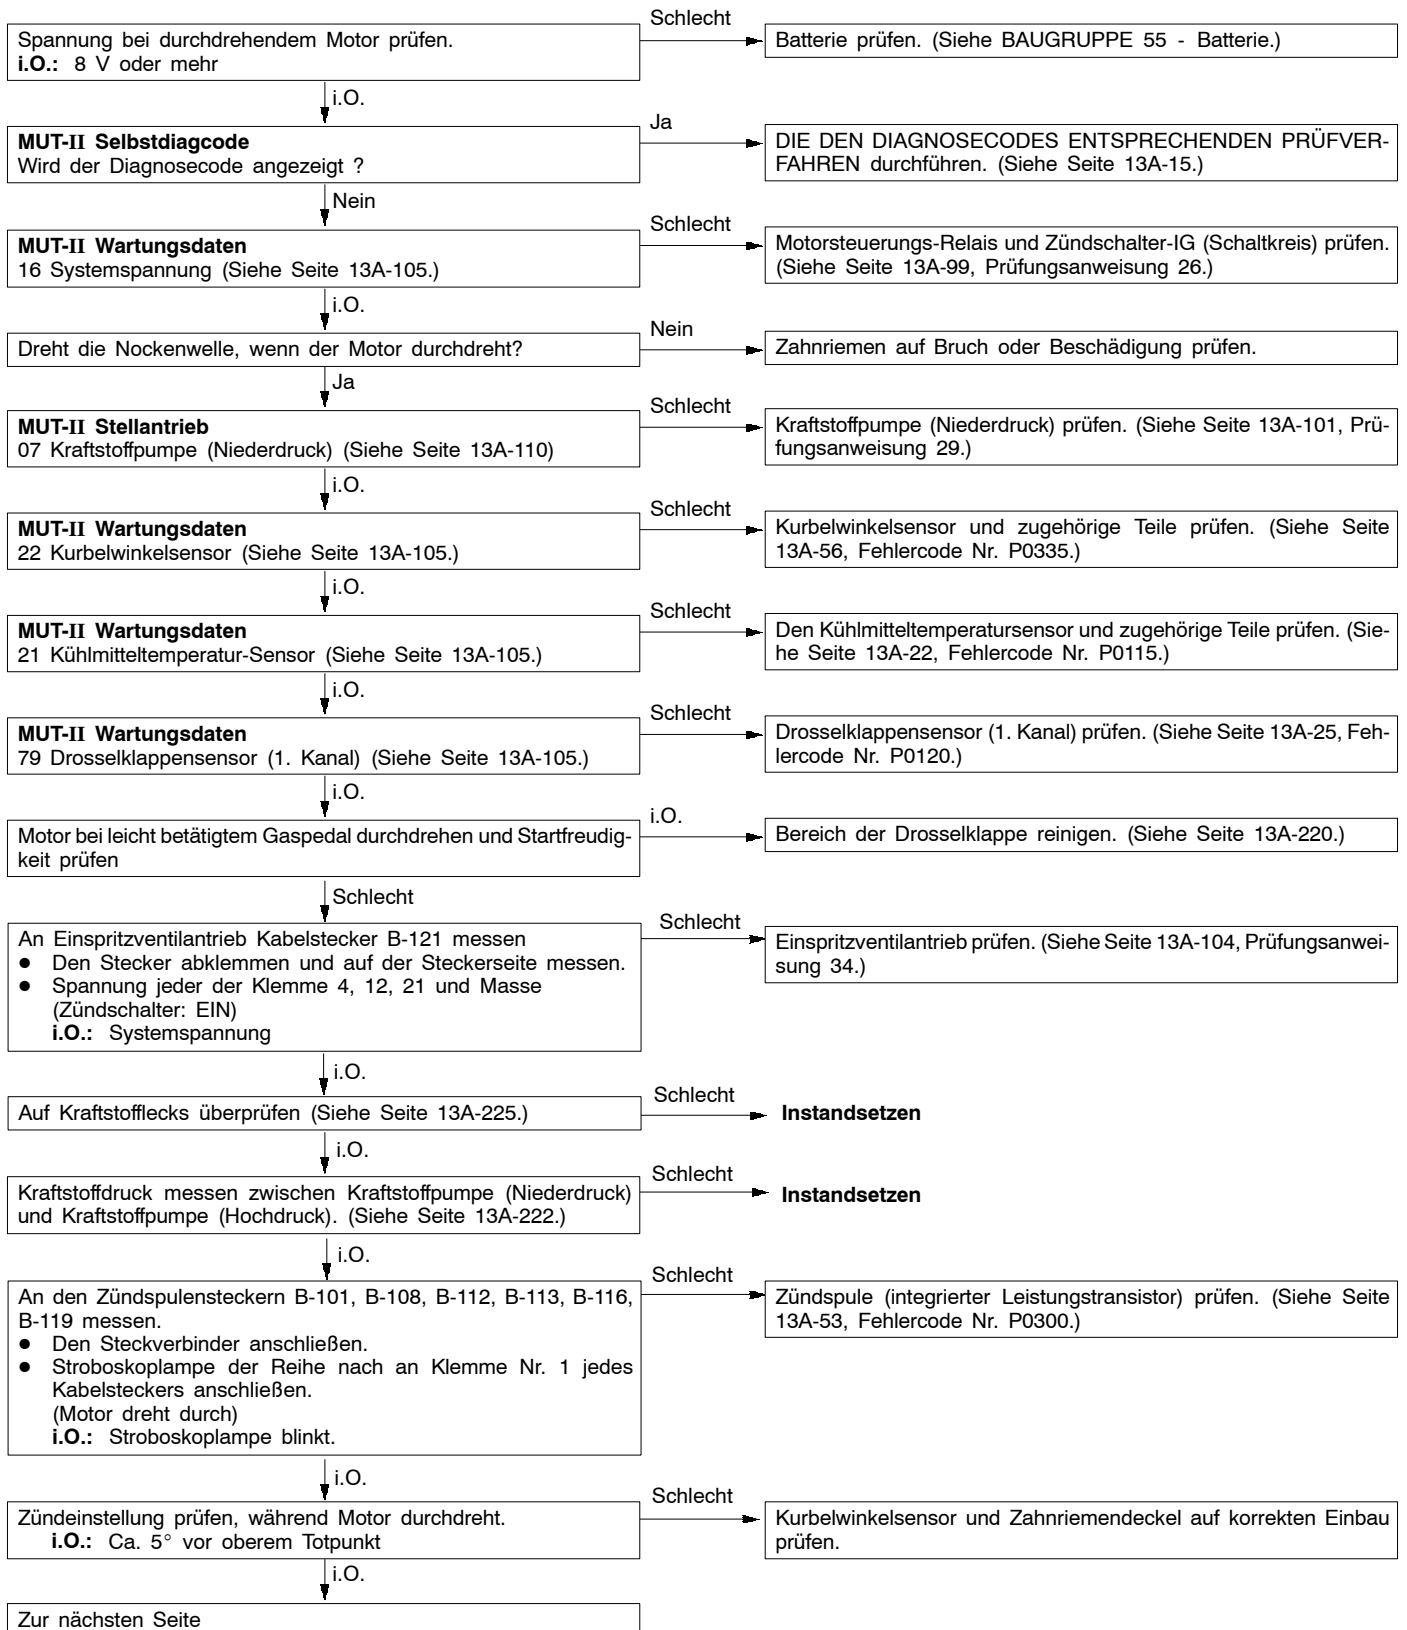 Spannung bei durchdrehendem Motor prüfen.
i.O.: 8 V oder mehr
Schlecht
Batterie prüfen. (Siehe BAUGRUPPE 55 - Batterie.)
i.O.
MUT-II Selbstdiagcode
Wird der Diagnosecode angezeigt ?
Ja
DIE DEN DIAGNOSECODES ENTSPRECHENDEN PRÜFVER-
FAHREN durchführen. (Siehe Seite 13A-15.)
Nein
MUT-II Wartungsdaten
16 Systemspannung (Siehe Seite 13A-105.)
Schlecht
Motorsteuerungs-Relais und Zündschalter-IG (Schaltkreis) prüfen.
(Siehe Seite 13A-99, Prüfungsanweisung 26.)
i.O.
Dreht die Nockenwelle, wenn der Motor durchdreht?
Nein
Zahnriemen auf Bruch oder Beschädigung prüfen.
Ja
MUT-II Stellantrieb
07 Kraftstoffpumpe (Niederdruck) (Siehe Seite 13A-110)
Schlecht
Kraftstoffpumpe (Niederdruck) prüfen. (Siehe Seite 13A-101, Prü-
fungsanweisung 29.)
i.O.
MUT-II Wartungsdaten
22 Kurbelwinkelsensor (Siehe Seite 13A-105.)
Schlecht
Kurbelwinkelsensor und zugehörige Teile prüfen. (Siehe Seite
13A-56, Fehlercode Nr. P0335.)
i.O.
MUT-II Wartungsdaten
21 Kühlmitteltemperatur-Sensor (Siehe Seite 13A-105.)
Schlecht
Den Kühlmitteltemperatursensor und zugehörige Teile prüfen. (Sie-
he Seite 13A-22, Fehlercode Nr. P0115.)
i.O.
MUT-II Wartungsdaten
79 Drosselklappensensor (1. Kanal) (Siehe Seite 13A-105.)
Schlecht
Drosselklappensensor (1. Kanal) prüfen. (Siehe Seite 13A-25, Feh-
lercode Nr. P0120.)
i.O.
Motor bei leicht betätigtem Gaspedal durchdrehen und Startfreudig-
keit prüfen
i.O.
Bereich der Drosselklappe reinigen. (Siehe Seite 13A-220.)
Schlecht
An Einspritzventilantrieb Kabelstecker B-121 messen
● Den Stecker abklemmen und auf der Steckerseite messen.
● Spannung jeder der Klemme 4, 12, 21 und Masse
(Zündschalter: EIN)
i.O.: Systemspannung
Schlecht
Einspritzventilantrieb prüfen. (Siehe Seite 13A-104, Prüfungsanwei-
sung 34.)
i.O.
Auf Kraftstofflecks überprüfen (Siehe Seite 13A-225.)
Schlecht
Instandsetzen
i.O.
Kraftstoffdruck messen zwischen Kraftstoffpumpe (Niederdruck)
und Kraftstoffpumpe (Hochdruck). (Siehe Seite 13A-222.)
Schlecht
Instandsetzen
i.O.
An den Zündspulensteckern B-101, B-108, B-112, B-113, B-116,
B-119 messen.
● Den Steckverbinder anschließen.
● Stroboskoplampe der Reihe nach an Klemme Nr. 1 jedes
Kabelsteckers anschließen.
(Motor dreht durch)
i.O.: Stroboskoplampe blinkt.
Schlecht
Zündspule (integrierter Leistungstransistor) prüfen. (Siehe Seite
13A-53, Fehlercode Nr. P0300.)
i.O.
Zündeinstellung prüfen, während Motor durchdreht.
i.O.: Ca. 5° vor oberem Totpunkt
Schlecht
Kurbelwinkelsensor und Zahnriemendeckel auf korrekten Einbau
prüfen.
i.O.
Zur nächsten Seite